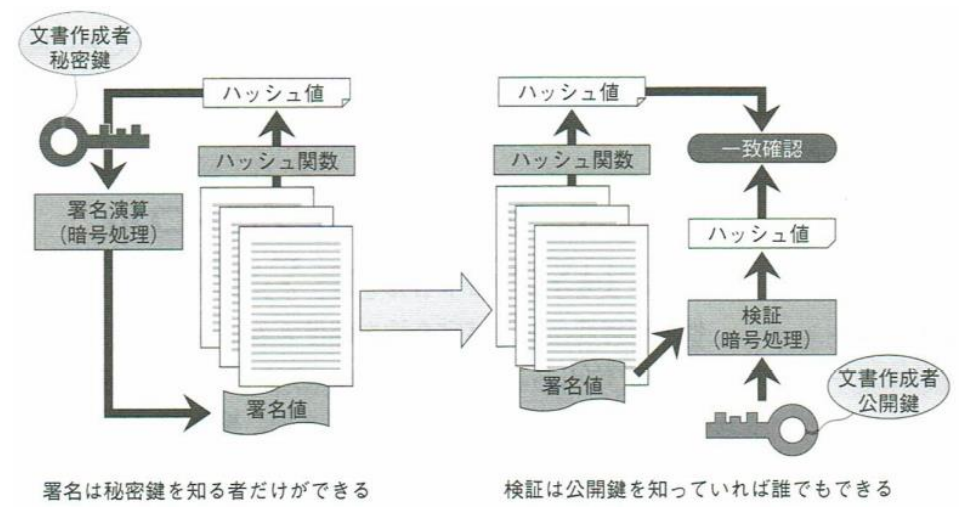 文書作成者
秘密鍵
ハッシュ値
ハッシュ関数
署名演算
(暗号処理)
署名値
ハッシュ値
ハッシュ関数
一致確認
ハッシュ値
検証
(暗号処理)
署名値
文書作成者
公開鍵
署名は秘密鍵を知る者だけができる
検証は公開鍵を知っていれば誰でもできる